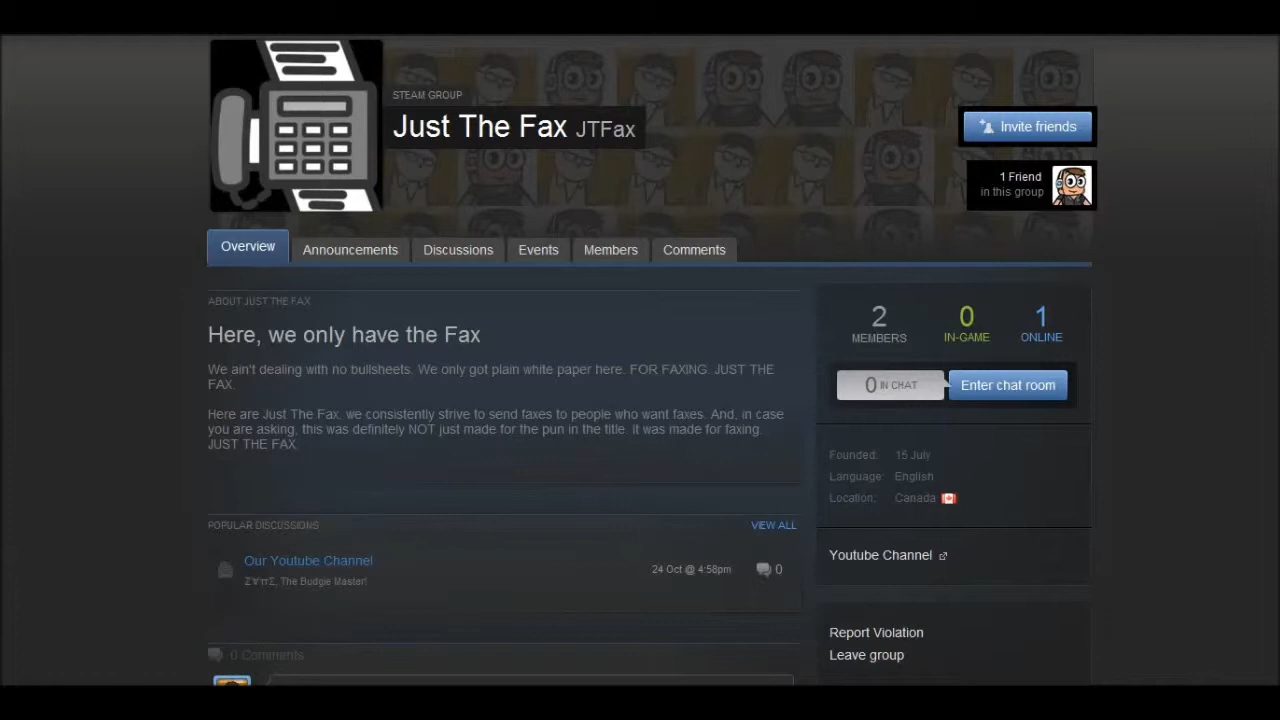 STEAM GROUP
Just The Fax JTFax
Invite friends
1 Friend
in this group
Overview
Announcements
Discussions
Events
Members
Comments
ABOUT JUST THE FAX
Here, we only have the Fax
We ain't dealing with no bullsheets. We only got plain white paper here. FOR FAXING. JUST THE
FAX.
Here are Just The Fax, we consistently strive to send faxes to people who want faxes. And, in case
you are asking, this was definitely NOT just made for the pun in the title. it was made for faxing.
JUST THE FAX.
2
MEMBERS
0
IN-GAME
1
ONLINE
0 IN CHAT
Enter chat room
Founded: 15 July
Language: English
Location: Canada
POPULAR DISCUSSIONS
VIEW ALL
Our Youtube Channel
The Budgie Master!
24 Oct @ 4:58pm
0
Youtube Channel
Report Violation
Leave group
0 Comments